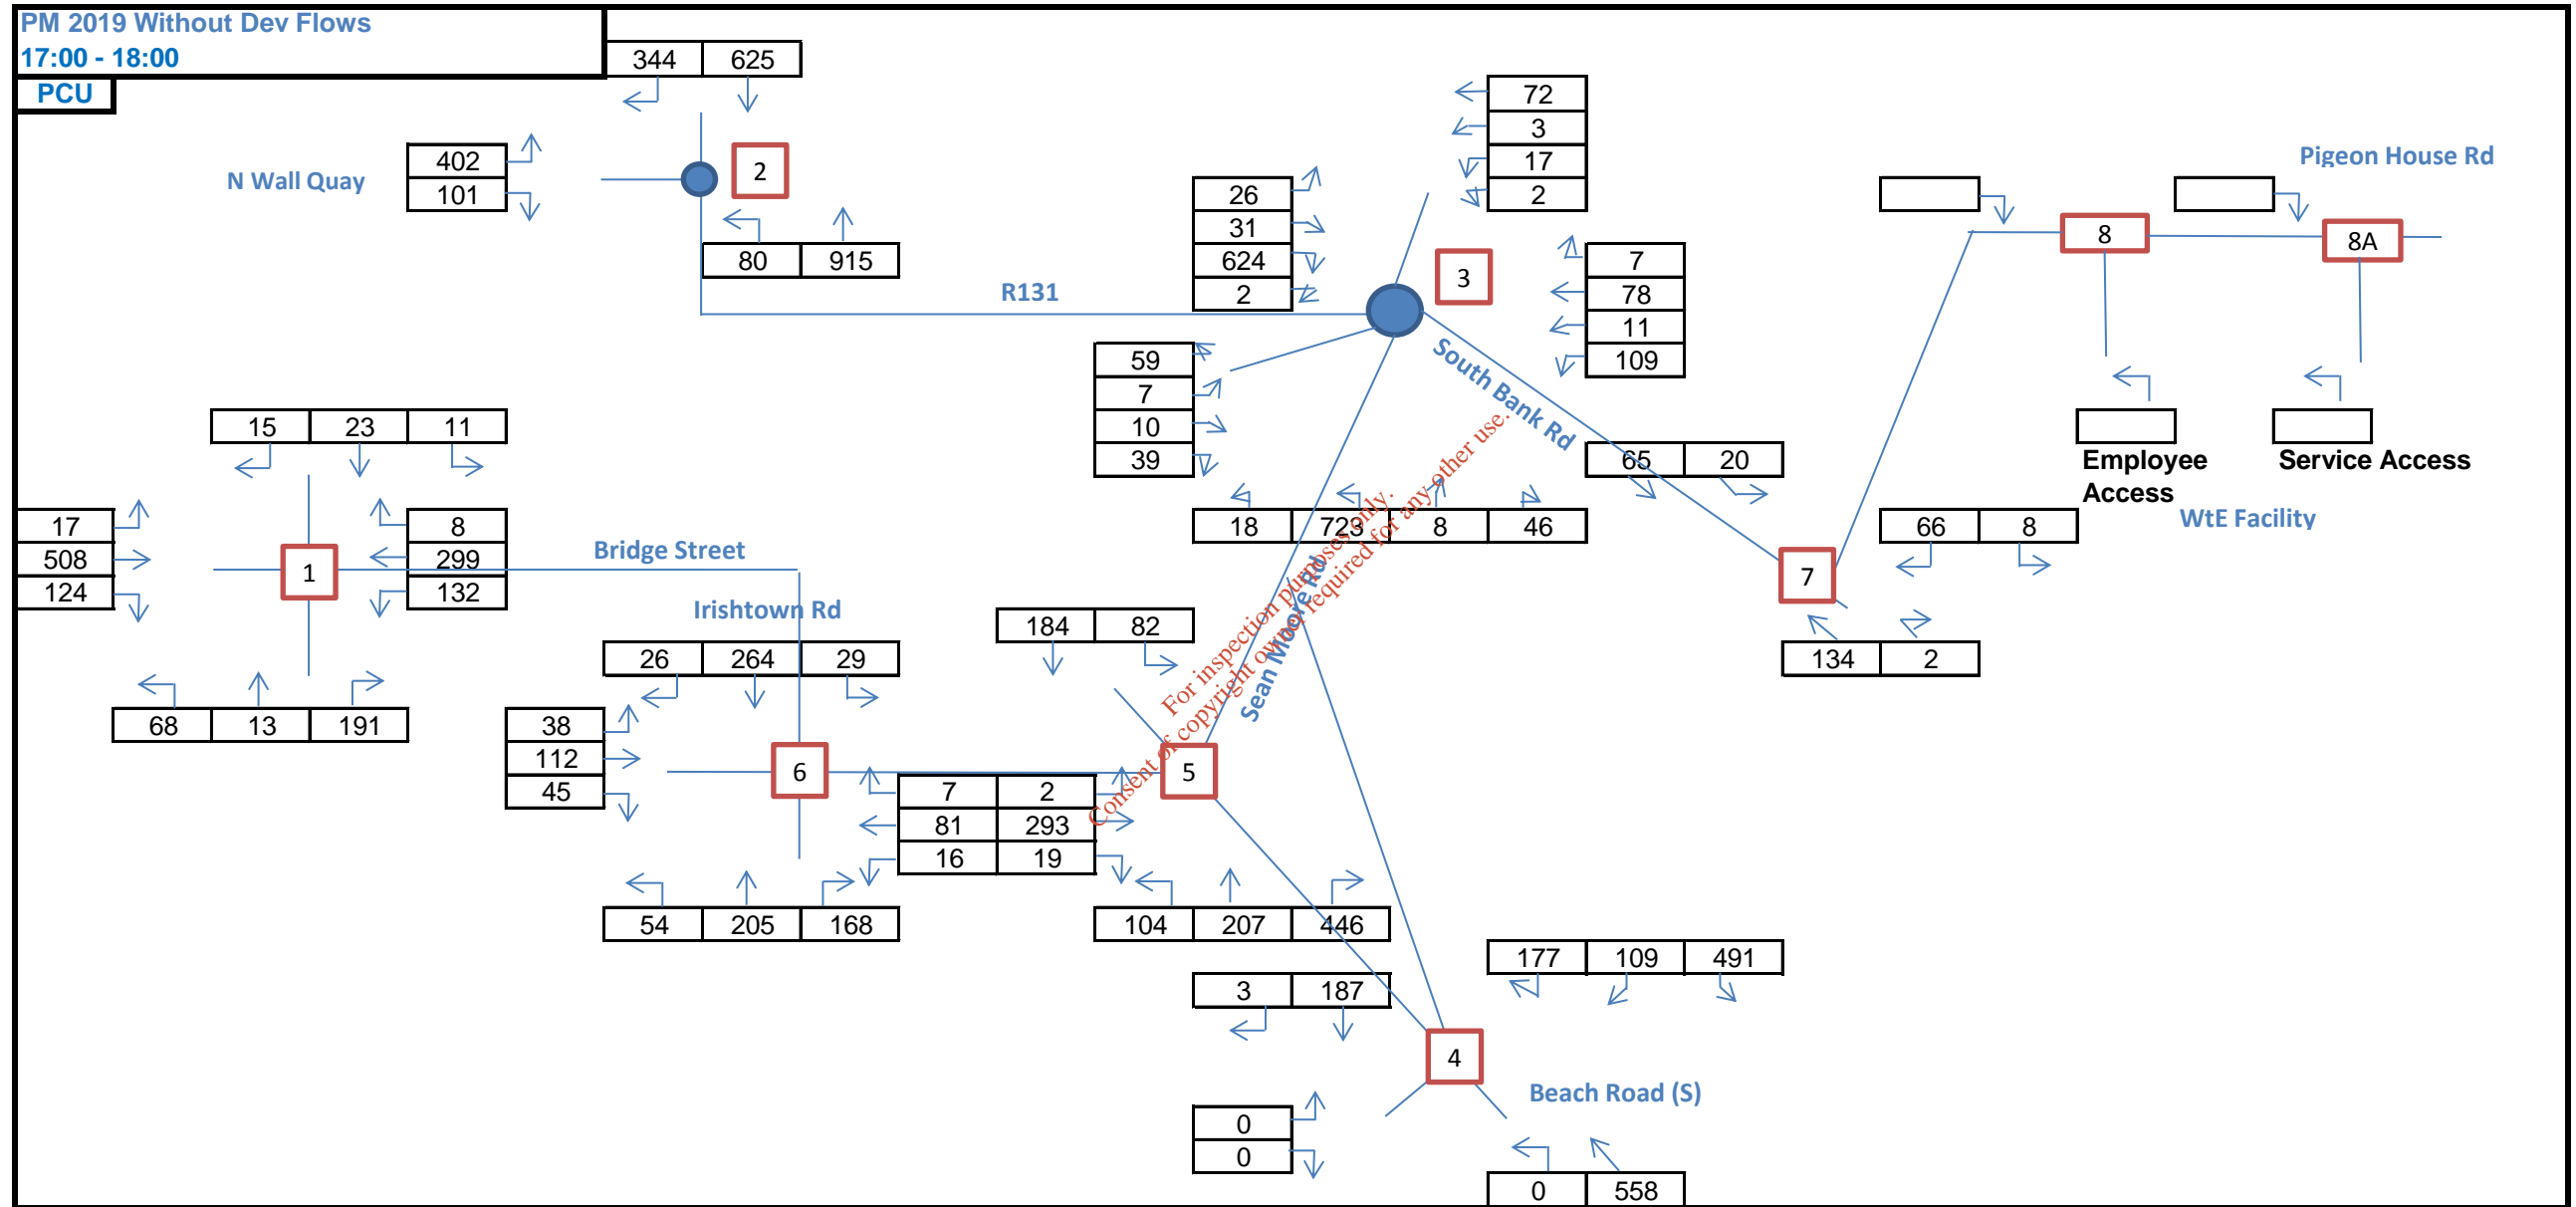 PM 2019 Without Dev Flows
17:00 - 18:00
PCU
344 625
72
3
17
2
402
101
N Wall Quay
2
Pigeon House Rd
26
31
624
2
8
8A
80 915
3
7
78
11
109
R131
59
7
10
39
South Bank Rd
15 23 11
65 20
Employee
Access
Service Access
17
508
124
1
8
299
132
Bridge Street
18 723 8 46
66 8
WtE Facility
7
Irishtown Rd
184 82
26 264 29
134 2
Sean Moore Rd
For inspection purposes only.
Consent of copyright owner required for any other use.
68 13 191
38
112
45
6
5
7 2
81 293
16 19
54 205 168
104 207 446
177 109 491
3 187
4
Beach Road (S)
0
0
0 558